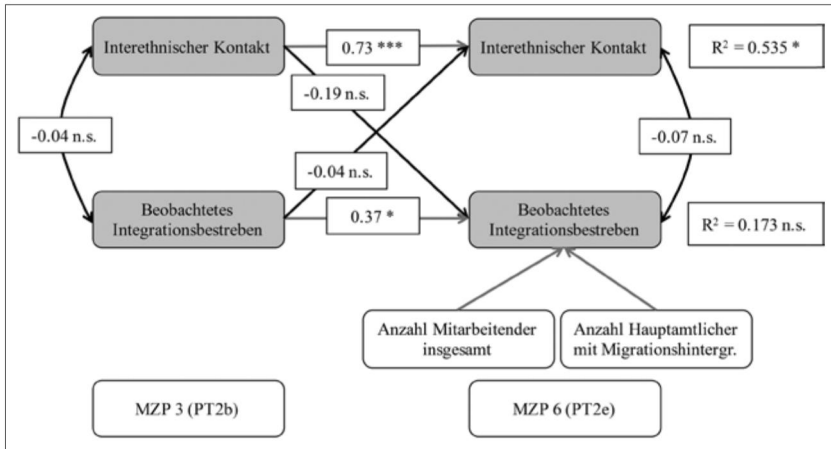 Interethnischer Kontakt
0.73 ***
Interethnischer Kontakt
R² = 0.535 *
-0.19 n.s.
-0.04 n.s.
-0.07 n.s.
-0.04 n.s.
Beobachtetes
Integrationsbestreben
0.37 *
Beobachtetes
Integrationsbestreben
R² = 0.173 n.s.
Anzahl Mitarbeitender
insgesamt
Anzahl Hauptamtlicher
mit Migrationshintergr.
MZP 3 (PT2b)
MZP 6 (PT2e)